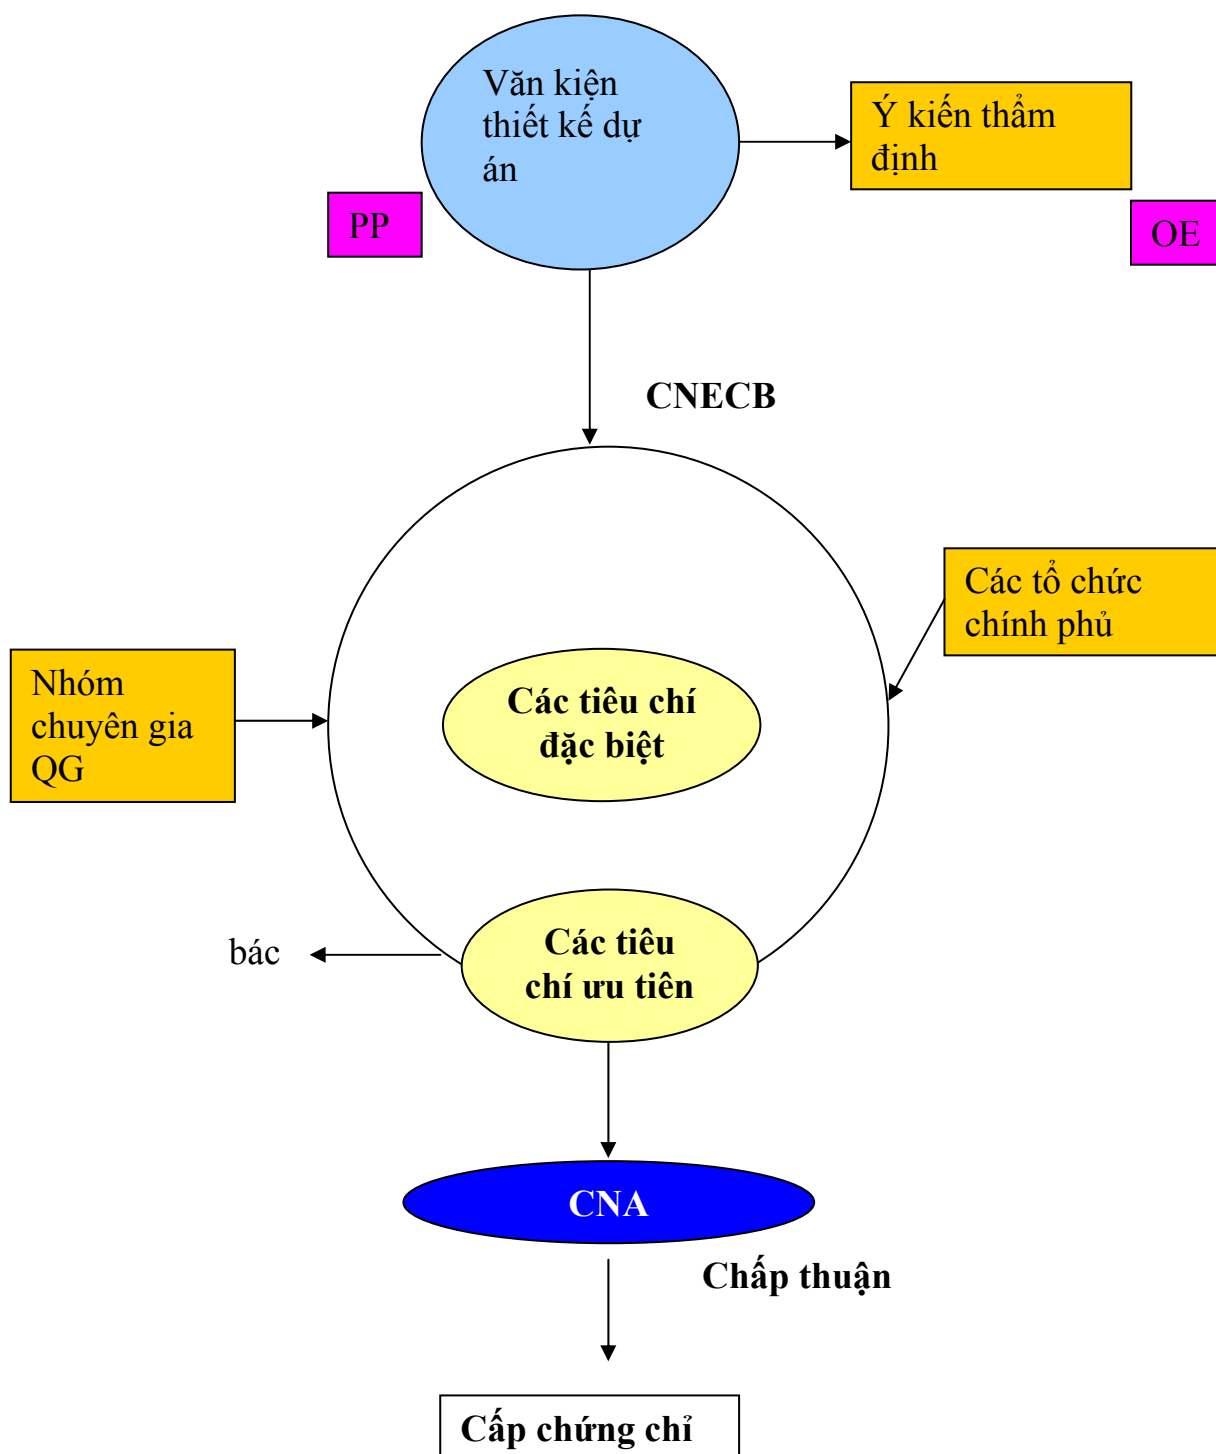 Văn kiện
thiết kế dự
án
Ý kiến thẩm
định
PP
OE
CNECB
Các tổ chức
chính phủ
Nhóm
chuyên gia
QG
Các tiêu chí
đặc biệt
bác
Các tiêu
chí ưu tiên
CNA
Chấp thuận
Cấp chứng chỉ